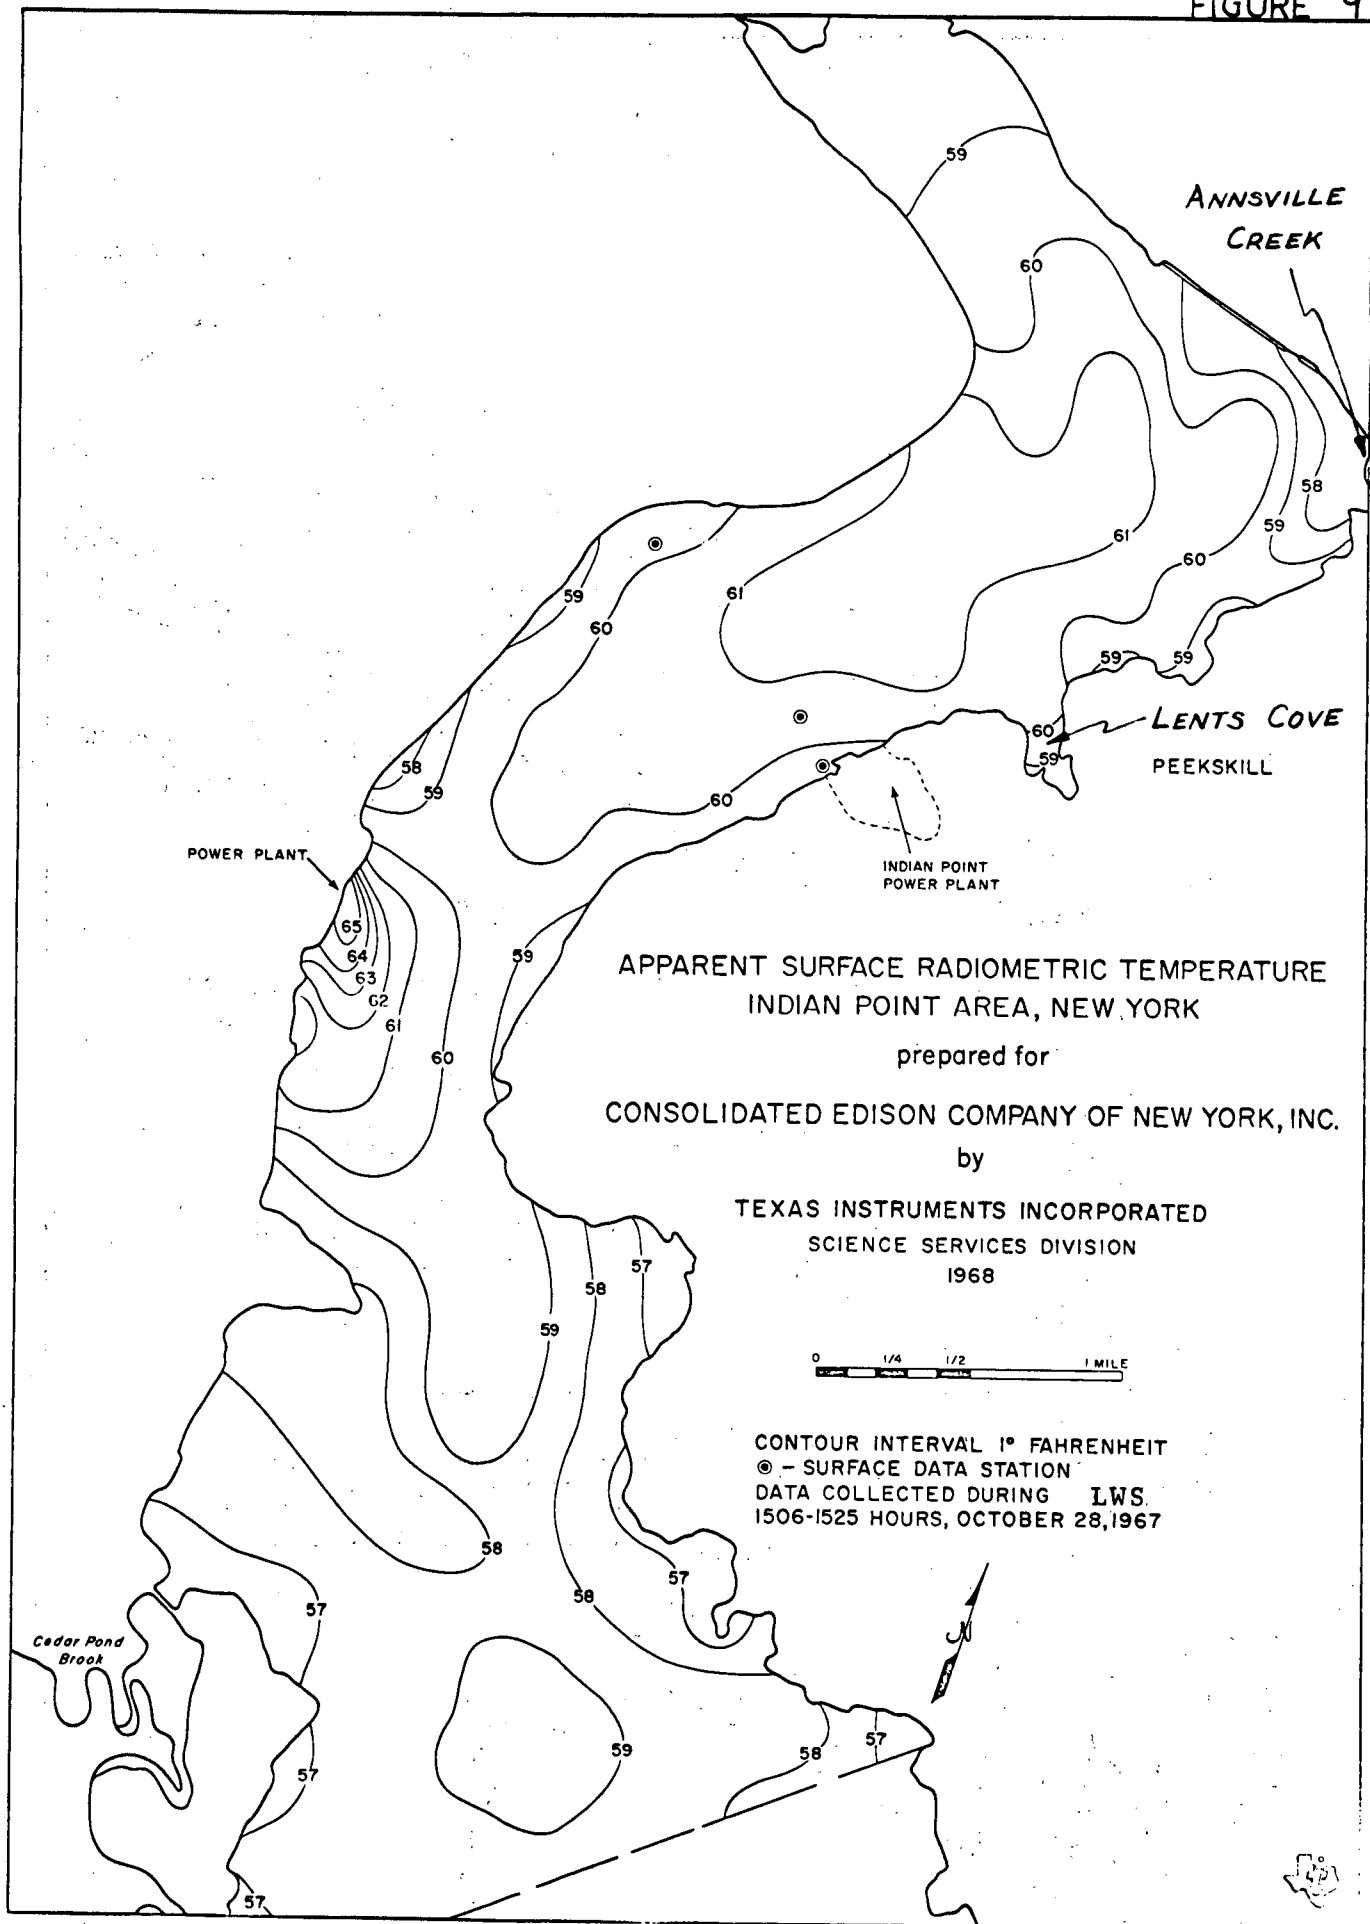 FIGURE 9
59
ANNSVILLE
CREEK
60
58
59
61
60
59
61
60
59
59
LENTS COVE
60
59
PEEKSKILL
58
59
60
POWER PLANT
INDIAN POINT
POWER PLANT
65
64
63
62
61
60
59
APPARENT SURFACE RADIOMETRIC TEMPERATURE
INDIAN POINT AREA, NEW YORK
prepared for
CONSOLIDATED EDISON COMPANY OF NEW YORK, INC.
by
TEXAS INSTRUMENTS INCORPORATED
SCIENCE SERVICES DIVISION
1968
57
58
59
0 1/4 1/2 1 MILE
CONTOUR INTERVAL 1° FAHRENHEIT
- SURFACE DATA STATION
DATA COLLECTED DURING LWS.
1506-1525 HOURS, OCTOBER 28, 1967
58
57
58
57
Cedar Pond
Brook
N
59
58
57
57
57